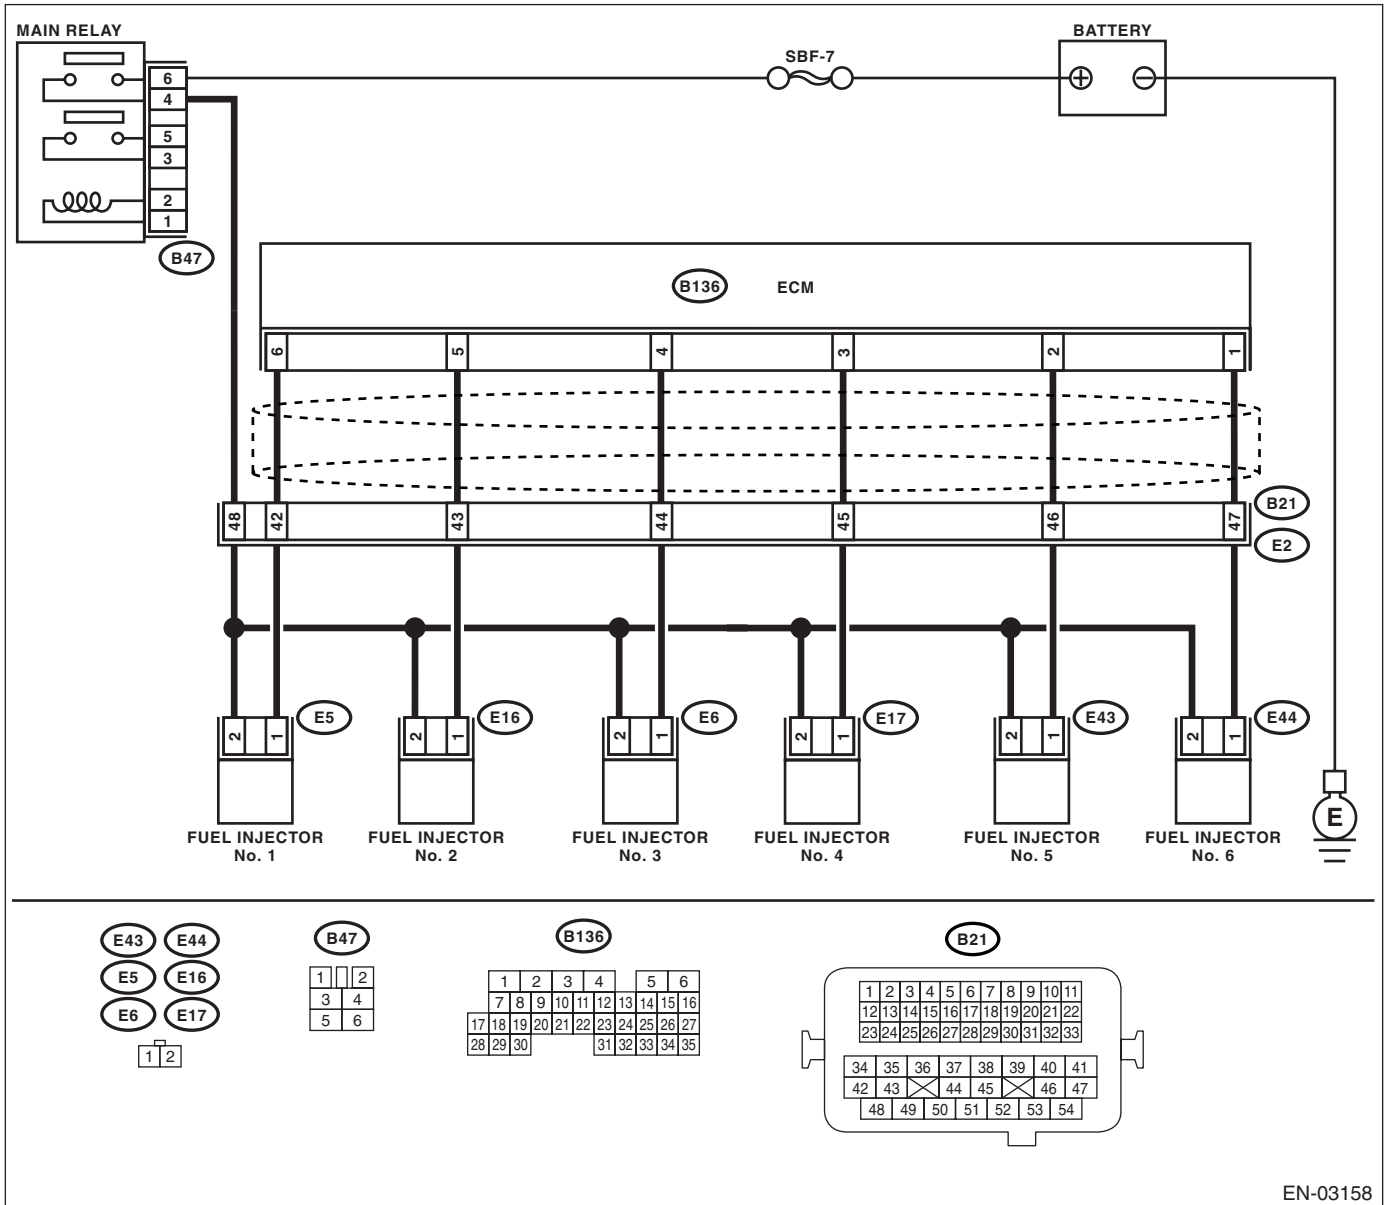 MAIN RELAY
BATTERY
SBF-7
6
4
5
3
2
1
B47
B136 ECM
6 5 4 3 2 1
48 42 43 44 45 46 47
B21
E2
2 1 E5
2 1 E16
2 1 E6
2 1 E17
2 1 E43
2 1 E44
E
FUEL INJECTOR
No. 1
FUEL INJECTOR
No. 2
FUEL INJECTOR
No. 3
FUEL INJECTOR
No. 4
FUEL INJECTOR
No. 5
FUEL INJECTOR
No. 6
E43 E44
E5 E16
E6 E17
1 2
B47
1 2
3 4
5 6
B136
1 2 3 4 5 6
7 8 9 10 11 12 13 14 15 16
17 18 19 20 21 22 23 24 25 26 27
28 29 30 31 32 33 34 35
B21
1 2 3 4 5 6 7 8 9 10 11
12 13 14 15 16 17 18 19 20 21 22
23 24 25 26 27 28 29 30 31 32 33
34 35 36 37 38 39 40 41
42 43 44 45 46 47
48 49 50 51 52 53 54
EN-03158